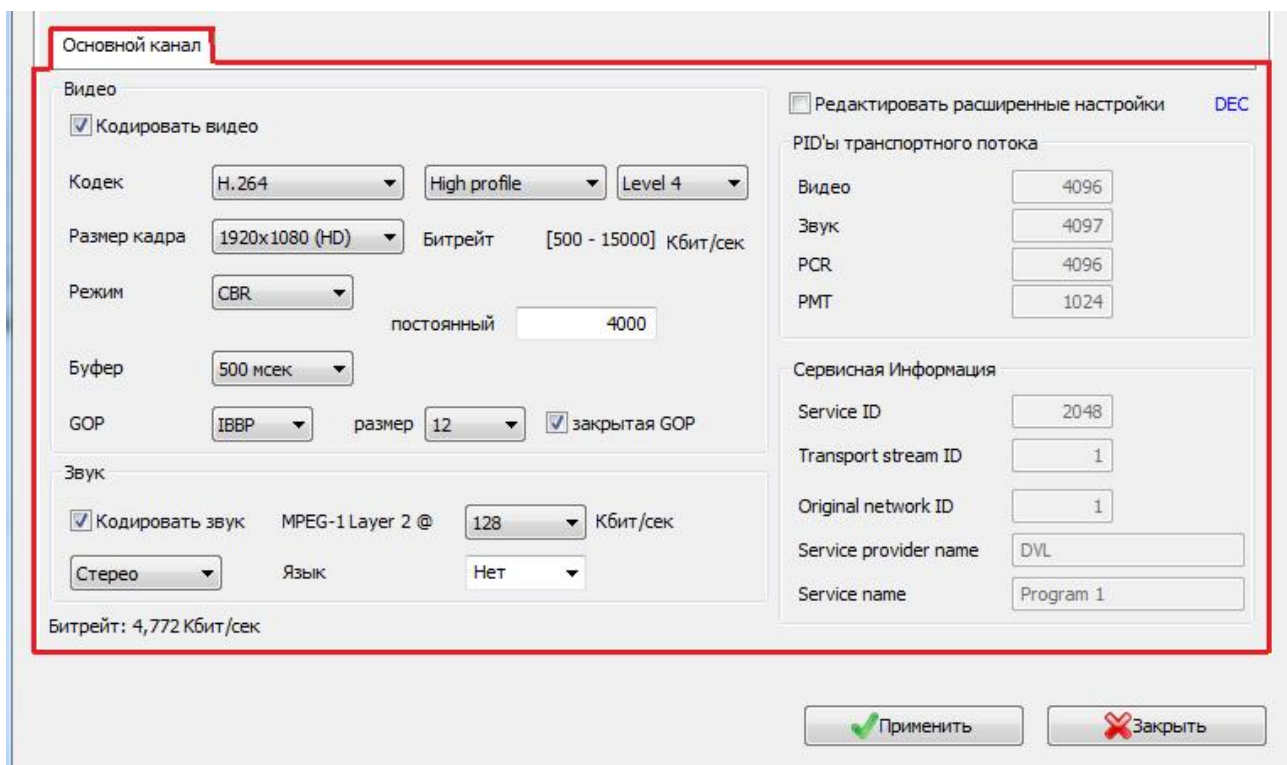 Основной канал
Видео
Кодировать видео
Кодек H.264 High profile Level 4
Размер кадра 1920x1080 (HD) Битрейт [500 - 15000] Кбит/сек
Режим CBR
постоянный 4000
Буфер 500 мсек
GOP IBBP размер 12 закрытая GOP
Звук
Кодировать звук MPEG-1 Layer 2 @ 128 Кбит/сек
Стерео Язык Нет
Битрейт: 4,772 Кбит/сек
Редактировать расширенные настройки DEC
PID'ы транспортного потока
Видео 4096
Звук 4097
PCR 4096
PMT 1024
Сервисная Информация
Service ID 2048
Transport stream ID 1
Original network ID 1
Service provider name DVL
Service name Program 1
Применить Закрыть